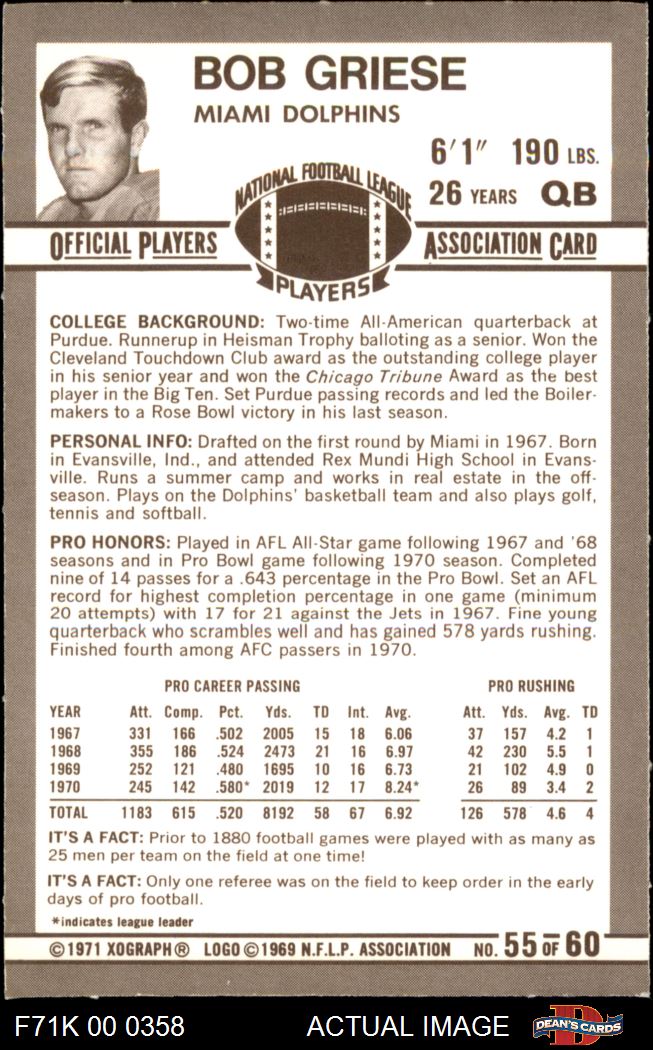 BOB GRIESE
MIAMI DOLPHINS
6'1" 190 LBS.
26 YEARS QB
NATIONAL FOOTBALL LEAGUE
PLAYERS
OFFICIAL PLAYERS ASSOCIATION CARD
COLLEGE BACKGROUND: Two-time All-American quarterback at
Purdue. Runnerup in Heisman Trophy balloting as a senior. Won the
Cleveland Touchdown Club award as the outstanding college player
in his senior year and won the Chicago Tribune Award as the best
player in the Big Ten. Set Purdue passing records and led the Boiler-
makers to a Rose Bowl victory in his last season.
PERSONAL INFO: Drafted on the first round by Miami in 1967. Born
in Evansville, Ind., and attended Rex Mundi High School in Evans-
ville. Runs a summer camp and works in real estate in the off-
season. Plays on the Dolphins' basketball team and also plays golf,
tennis and softball.
PRO HONORS: Played in AFL All-Star game following 1967 and '68
seasons and in Pro Bowl game following 1970 season. Completed
nine of 14 passes for a .643 percentage in the Pro Bowl. Set an AFL
record for highest completion percentage in one game (minimum
20 attempts) with 17 for 21 against the Jets in 1967. Fine young
quarterback who scrambles well and has gained 578 yards rushing.
Finished fourth among AFC passers in 1970.
PRO CAREER PASSING PRO RUSHING
YEAR Att. Comp. Pct. Yds. TD Int. Avg. Att. Yds. Avg. TD
1967 331 166 .502 2005 15 18 6.06 37 157 4.2 1
1968 355 186 .524 2473 21 16 6.97 42 230 5.5 1
1969 252 121 .480 1695 10 16 6.73 21 102 4.9 0
1970 245 142 .580* 2019 12 17 8.24* 26 89 3.4 2
TOTAL 1183 615 .520 8192 58 67 6.92 126 578 4.6 4
IT'S A FACT: Prior to 1880 football games were played with as many as
25 men per team on the field at one time!
IT'S A FACT: Only one referee was on the field to keep order in the early
days of pro football.
*indicates league leader
©1971 XOGRAPH® LOGO ©1969 N.F.L.P. ASSOCIATION NO. 55 OF 60
F71K 00 0358 ACTUAL IMAGE D DEAN'S CARDS